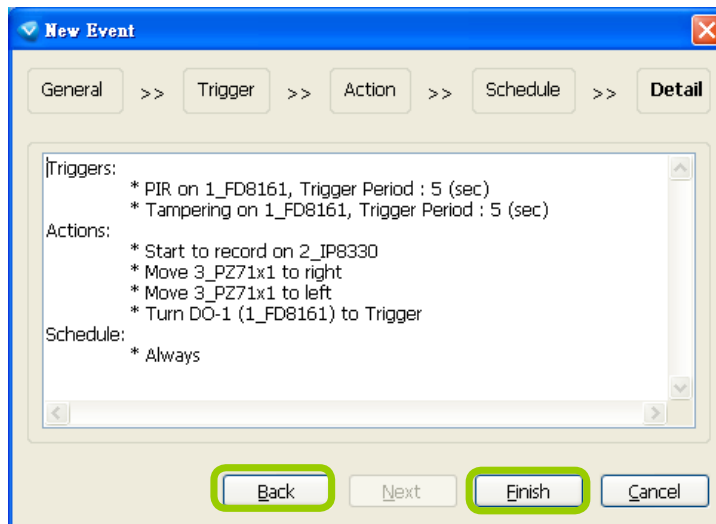 New Event
General >> Trigger >> Action >> Schedule >> Detail
Triggers:
* PIR on 1_FD8161, Trigger Period : 5 (sec)
* Tampering on 1_FD8161, Trigger Period : 5 (sec)
Actions:
* Start to record on 2_IP8330
* Move 3_PZ71x1 to right
* Move 3_PZ71x1 to left
* Turn DO-1 (1_FD8161) to Trigger
Schedule:
* Always
Back Next Finish Cancel